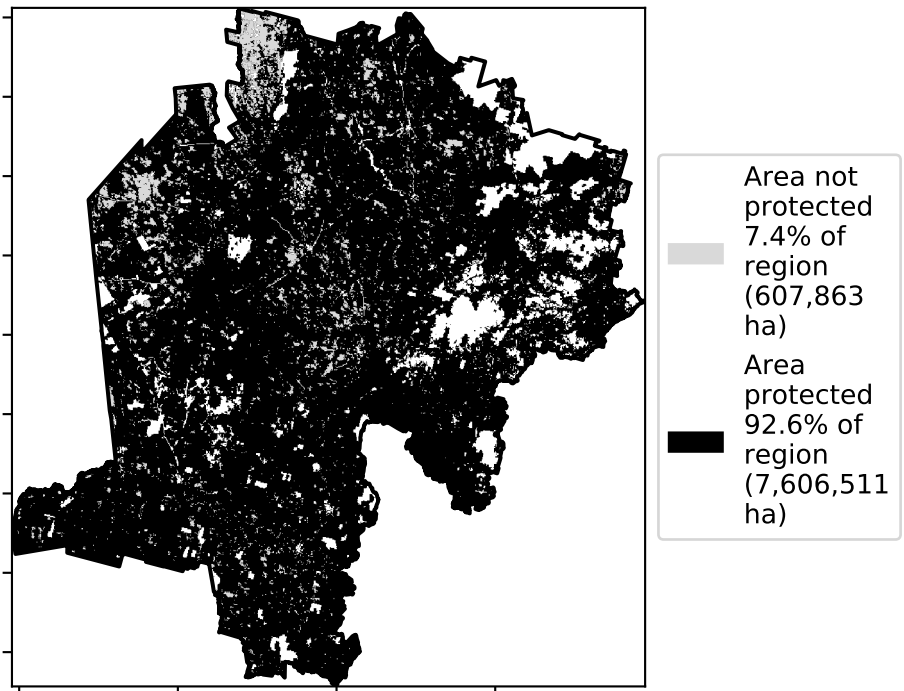 Area not
protected
7.4% of
region
(607,863
ha)
Area
protected
92.6% of
region
(7,606,511
ha)